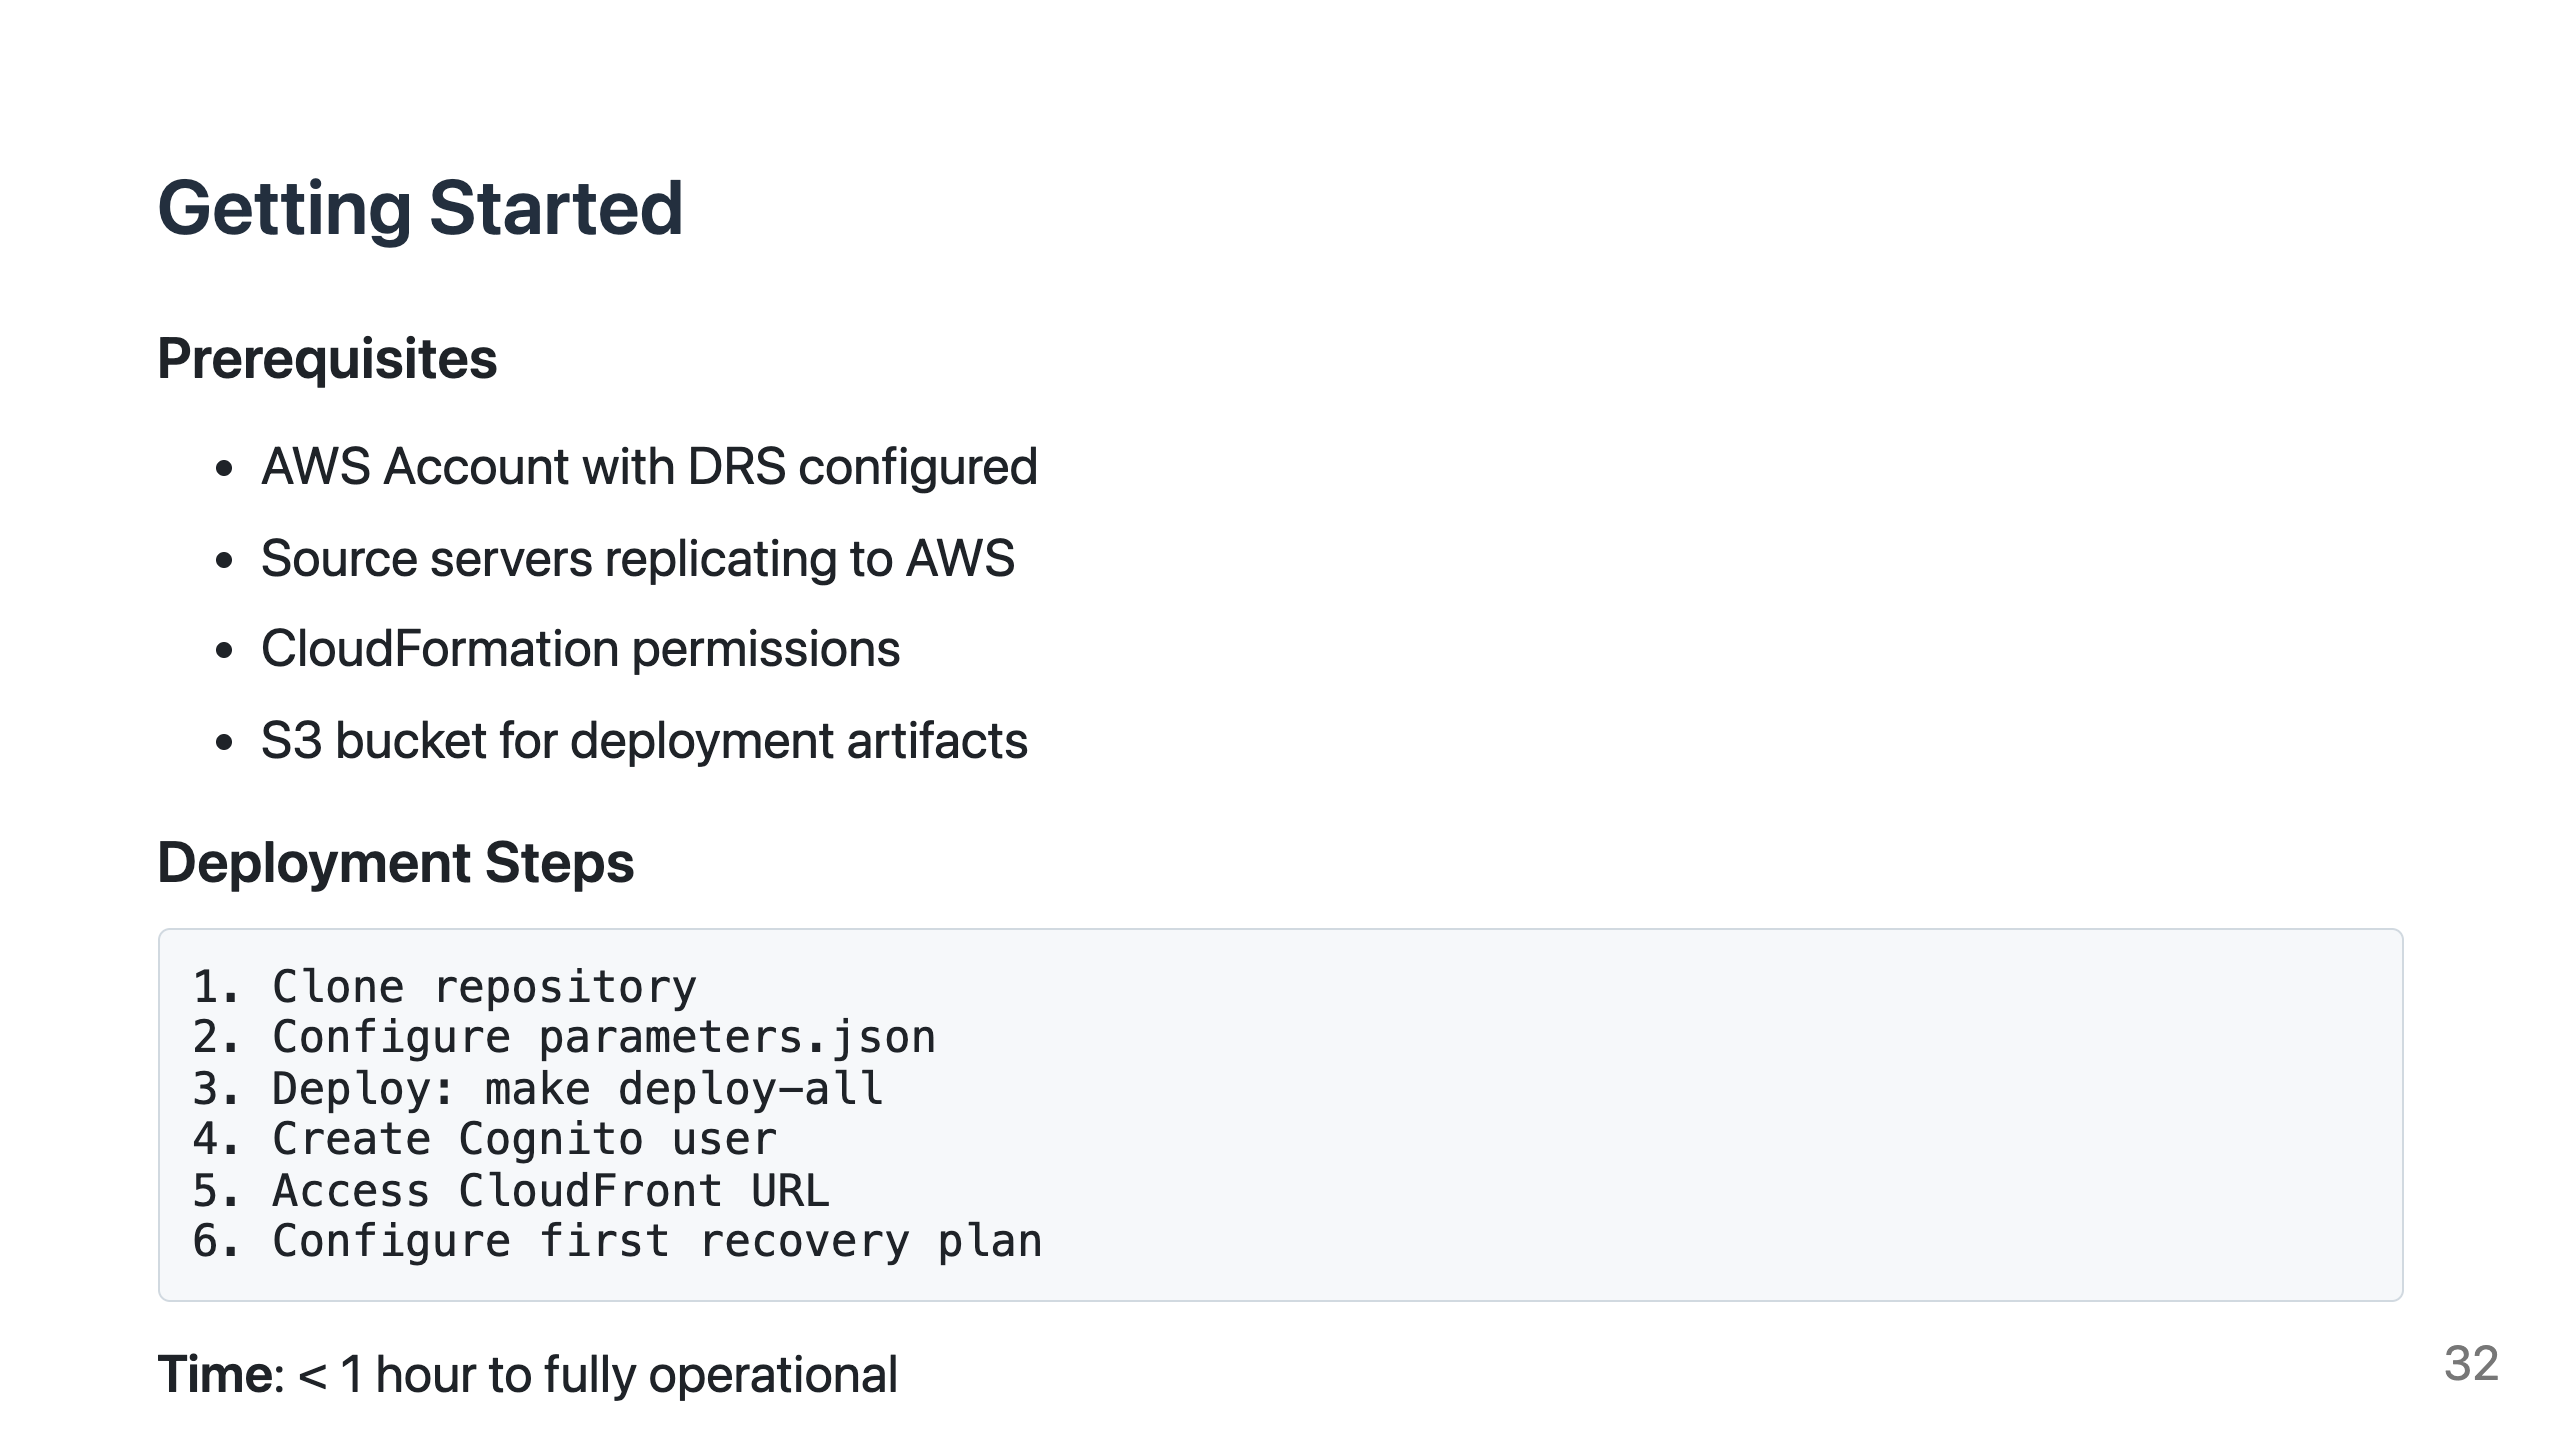 Getting Started
Prerequisites
• AWS Account with DRS configured
• Source servers replicating to AWS
• CloudFormation permissions
• S3 bucket for deployment artifacts
Deployment Steps
1. Clone repository
2. Configure parameters.json
3. Deploy: make deploy-all
4. Create Cognito user
5. Access CloudFront URL
6. Configure first recovery plan
Time: < 1 hour to fully operational
32